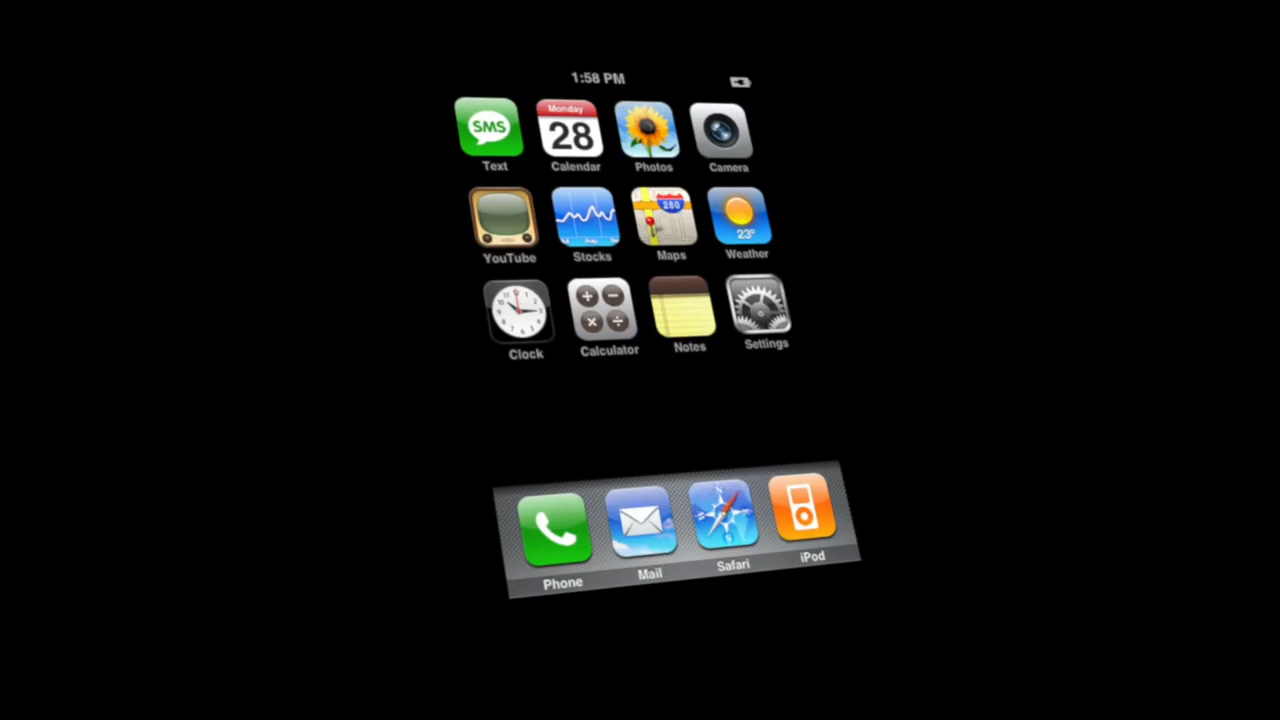 1:58 PM
SMS
Monday
28
Text Calendar Photos Camera
280
23°
Aug
YouTube Stocks Maps Weather
Clock Calculator Notes Settings
Phone Mail Safari iPod